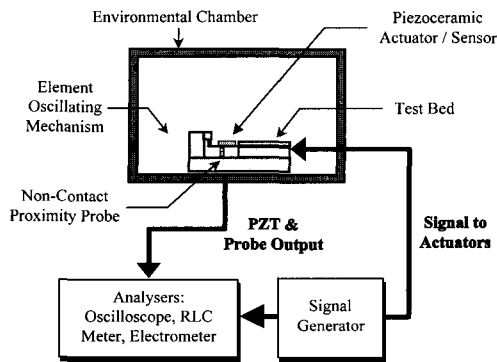 Environmental Chamber
Piezoceramic
Actuator / Sensor
Element
Oscillating
Mechanism
Test Bed
Non-Contact
Proximity Probe
PZT &
Probe Output
Signal to
Actuators
Analysers:
Oscilloscope, RLC
Meter, Electrometer
Signal
Generator